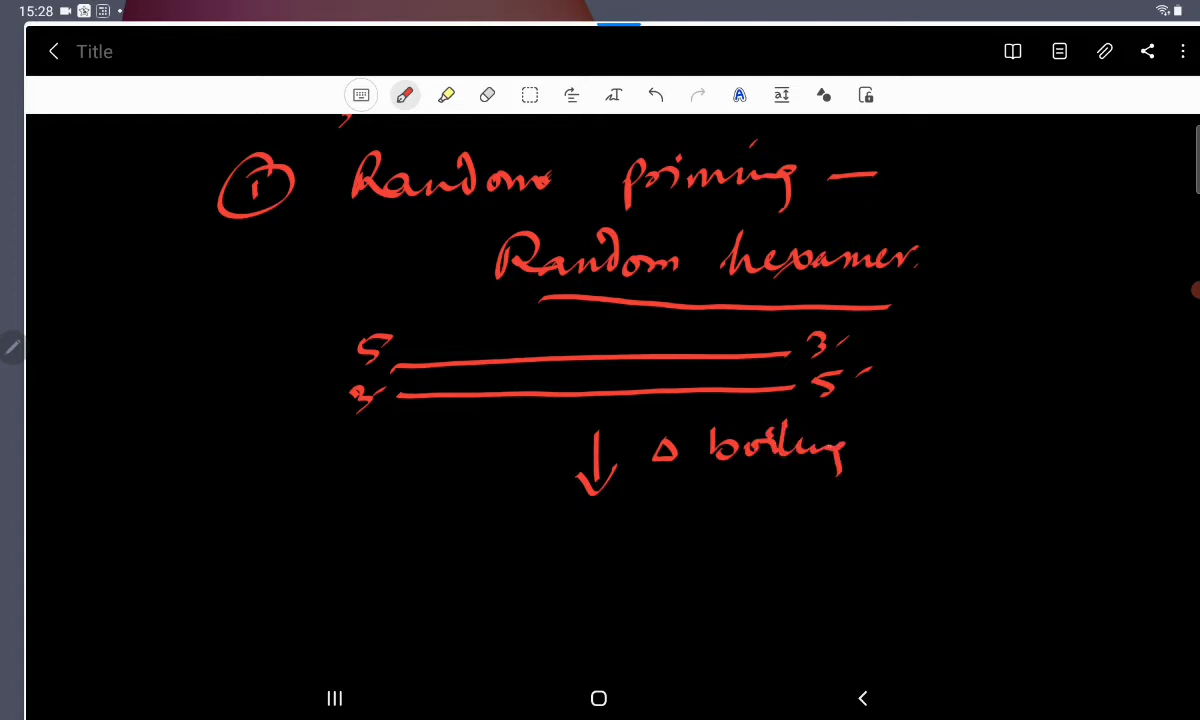 15:28
Title
① Random priming —
Random hexamer.
5' 3'
3' 5'
↓ Δ boiling